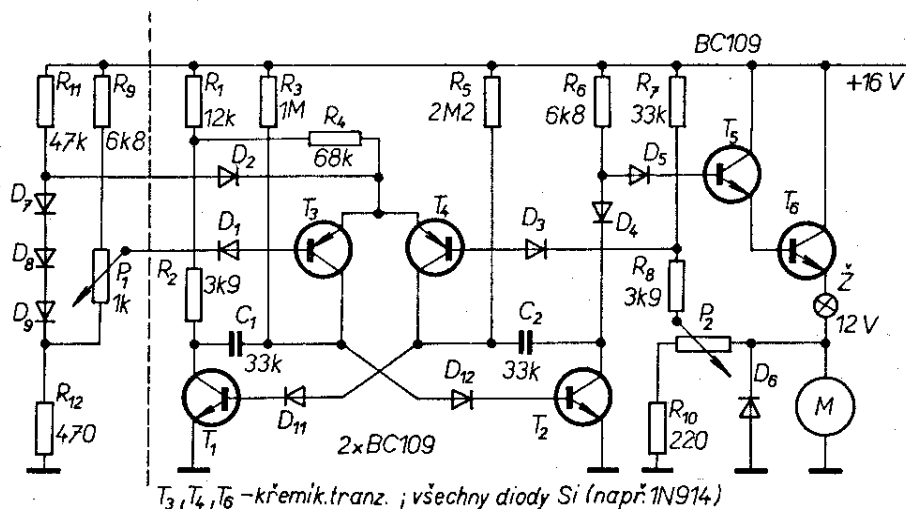 BC109
+16 V
R11
47k
R9
6k8
R1
12k
R3
1M
R4
68k
R5
2M2
R6
6k8
R7
33k
D2
D5
T5
D7
D1
T3
T4
D3
D4
T6
D8
P1
1k
R2
3k9
R8
3k9
Ž
12 V
D9
C1
33k
C2
33k
P2
D6
M
R12
470
T1
D11
D12
T2
R10
220
2xBC109
T3, T4, T6 – křemík. tranz. ; všechny diody Si (např. 1N914)